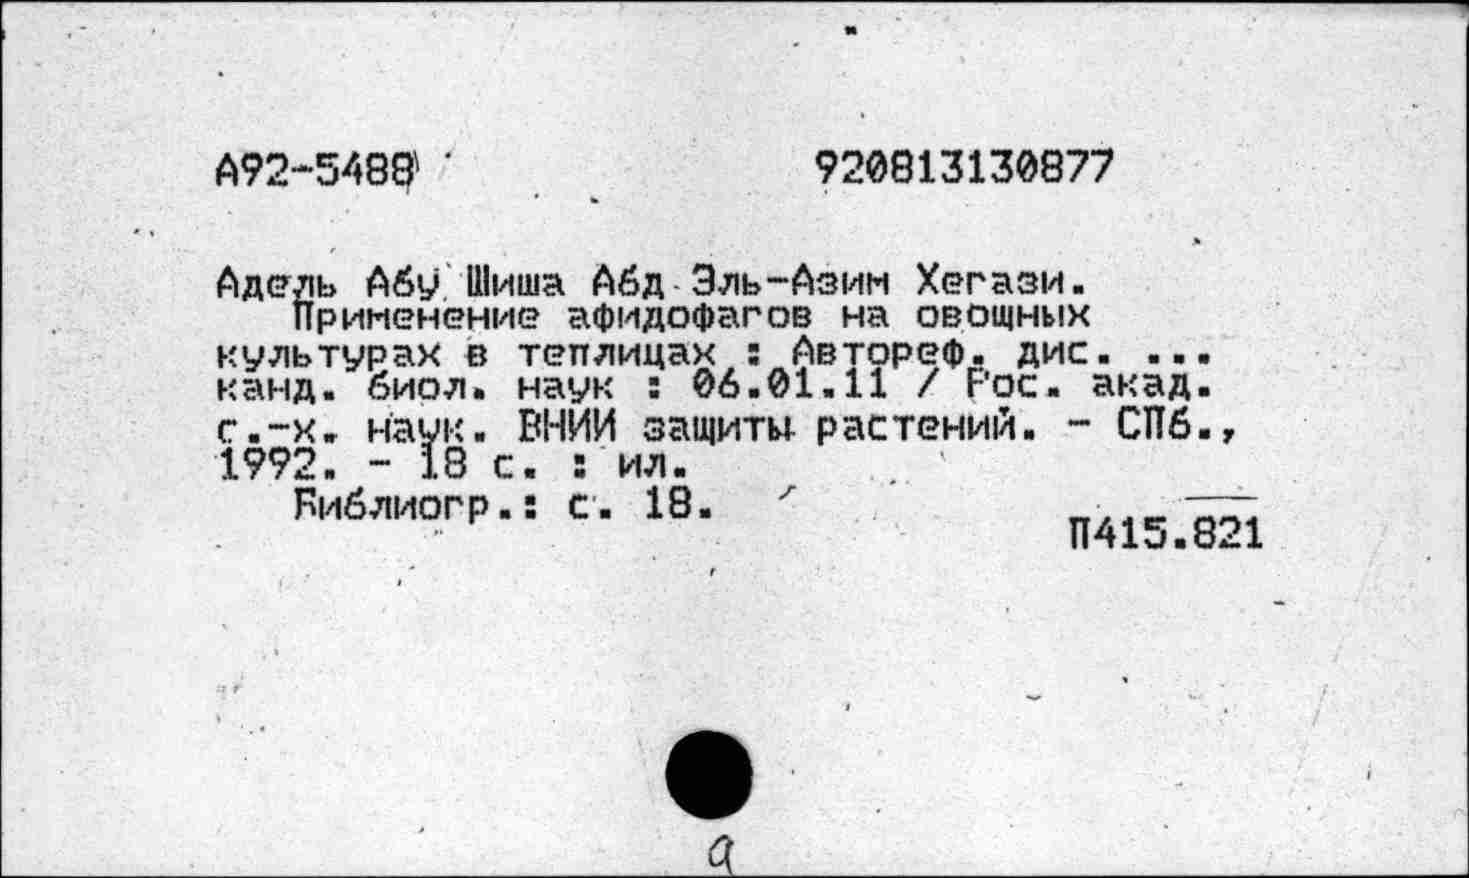 А92-5489 920813130877
Адель Абу Шиша Абд Эль-Азим Хегази.
Применение афидофагов на овощных
культурах в теплицах : Автореф. дис. ...
канд. биол. наук : 06.01.11 / Рос. акад.
с.-х. наук. ВНИИ защиты растений. - СПб.,
1992. - 18 с. : ил.
Библиогр.: с. 18.
П415.821
а